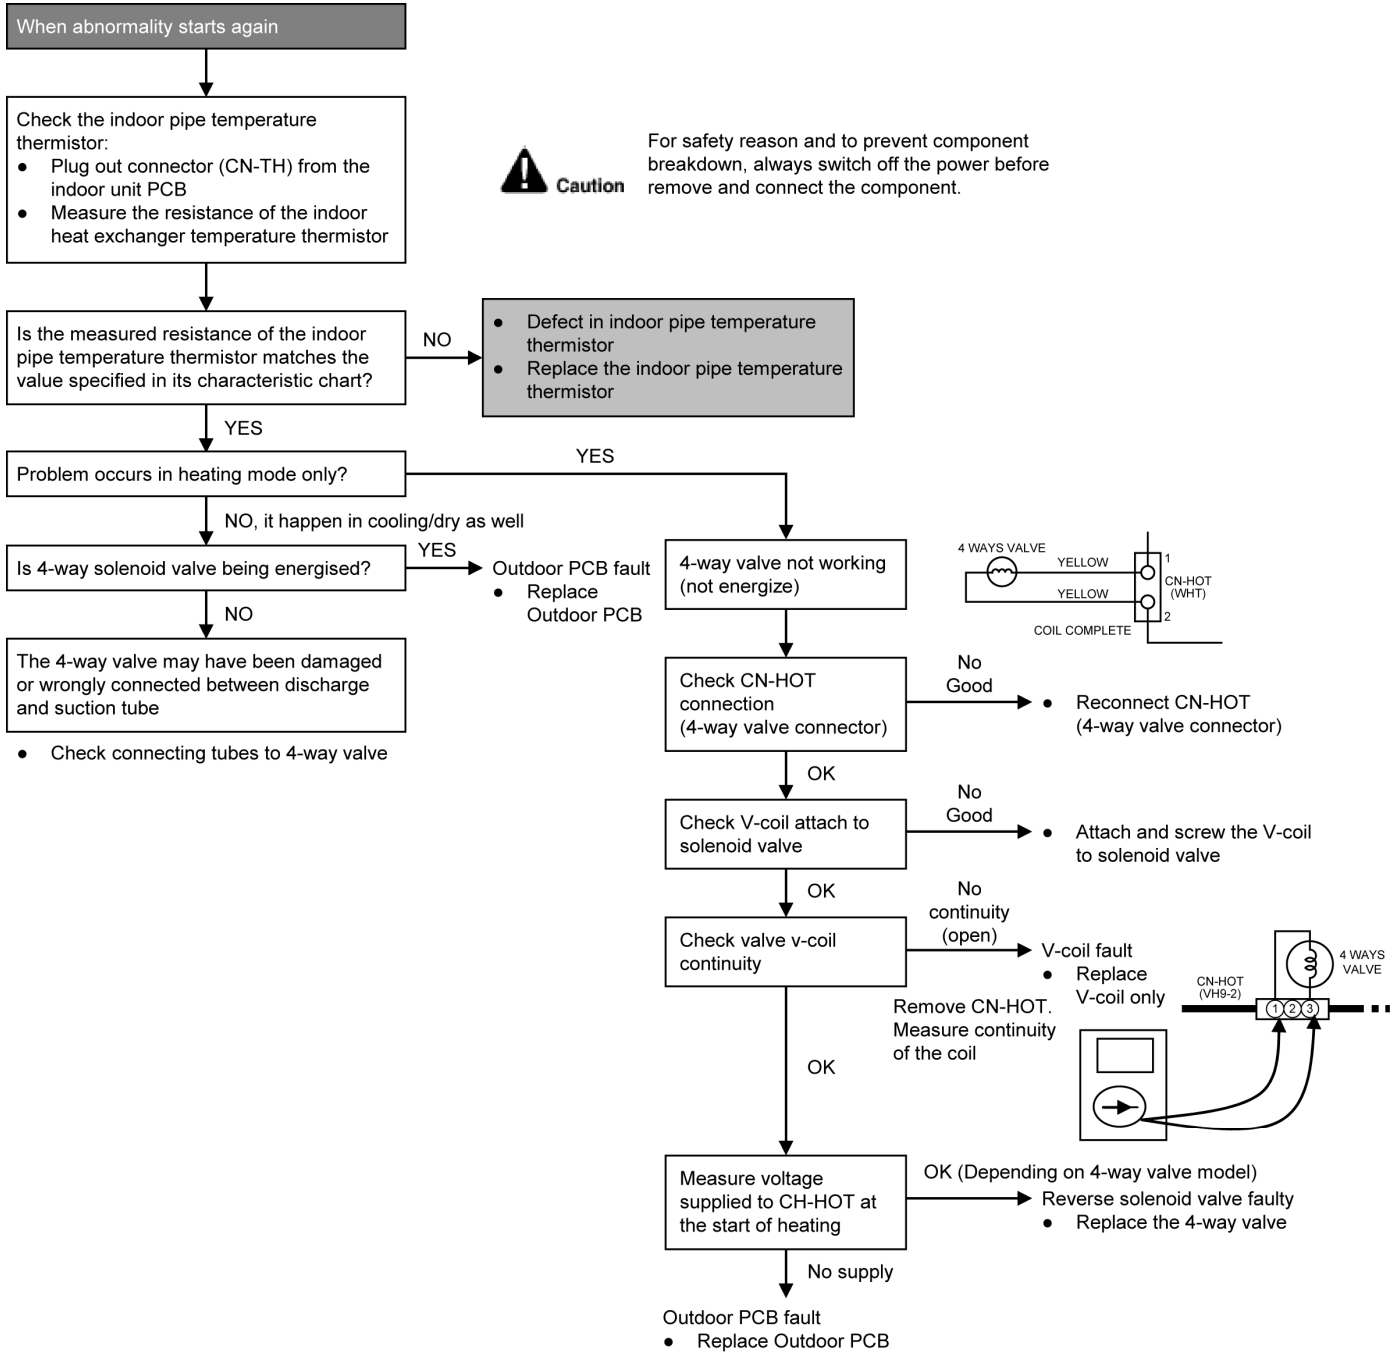 When abnormality starts again
Check the indoor pipe temperature
thermistor:
● Plug out connector (CN-TH) from the
indoor unit PCB
● Measure the resistance of the indoor
heat exchanger temperature thermistor
Caution
For safety reason and to prevent component
breakdown, always switch off the power before
remove and connect the component.
Is the measured resistance of the indoor
pipe temperature thermistor matches the
value specified in its characteristic chart?
NO
● Defect in indoor pipe temperature
thermistor
● Replace the indoor pipe temperature
thermistor
YES
Problem occurs in heating mode only?
YES
NO, it happen in cooling/dry as well
Is 4-way solenoid valve being energised?
YES
Outdoor PCB fault
● Replace
Outdoor PCB
NO
The 4-way valve may have been damaged
or wrongly connected between discharge
and suction tube
● Check connecting tubes to 4-way valve
4-way valve not working
(not energize)
4 WAYS VALVE
YELLOW
YELLOW
1
CN-HOT
(WHT)
2
COIL COMPLETE
Check CN-HOT
connection
(4-way valve connector)
No
Good
● Reconnect CN-HOT
(4-way valve connector)
OK
Check V-coil attach to
solenoid valve
No
Good
● Attach and screw the V-coil
to solenoid valve
OK
Check valve v-coil
continuity
No
continuity
(open)
V-coil fault
● Replace
V-coil only
Remove CN-HOT.
Measure continuity
of the coil
CN-HOT
(VH9-2)
4 WAYS
VALVE
1 2 3
OK
Measure voltage
supplied to CH-HOT at
the start of heating
OK (Depending on 4-way valve model)
Reverse solenoid valve faulty
● Replace the 4-way valve
No supply
Outdoor PCB fault
● Replace Outdoor PCB